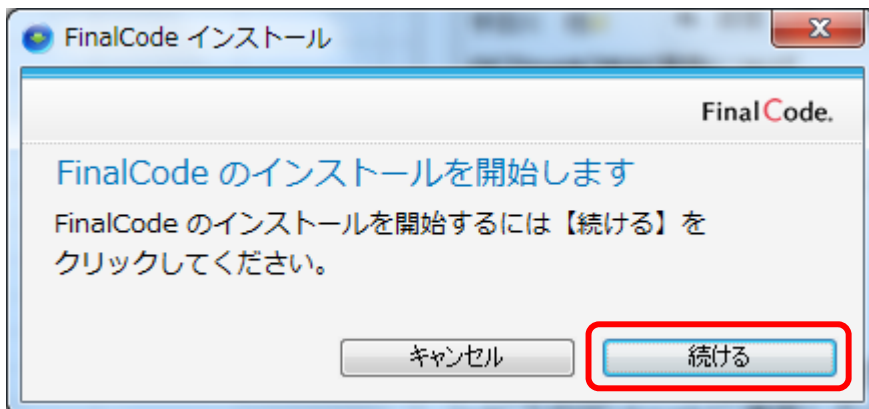 FinalCode インストール
FinalCode.
FinalCode のインストールを開始します
FinalCode のインストールを開始するには【続ける】を
クリックしてください。
キャンセル
続ける